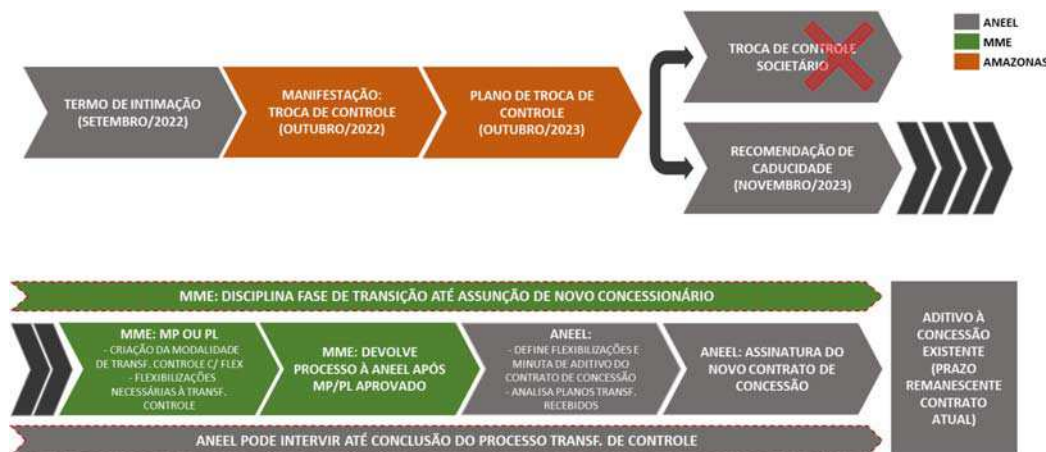 TERMO DE INTIMAÇÃO
(SETEMBRO/2022)
MANIFESTAÇÃO:
TROCA DE CONTROLE
(OUTUBRO/2022)
PLANO DE TROCA DE
CONTROLE
(OUTUBRO/2023)
TROCA DE CONTROLE
SOCIETÁRIO
RECOMENDAÇÃO DE
CADUCIDADE
(NOVEMBRO/2023)
ANEEL
MME
AMAZONAS
MME: DISCIPLINA FASE DE TRANSIÇÃO ATÉ ASSUNÇÃO DE NOVO CONCESSIONÁRIO
MME: MP OU PL
- CRIAÇÃO DA MODALIDADE
DE TRANSF. CONTROLE C/ FLEX
- FLEXIBILIZAÇÕES
NECESSÁRIAS À TRANSF.
CONTROLE
MME: DEVOLVE
PROCESSO À ANEEL APÓS
MP/PL APROVADO
ANEEL:
- DEFINE FLEXIBILIZAÇÕES E
MINUTA DE ADITIVO DO
CONTRATO DE CONCESSÃO
- ANALISA PLANOS TRANSF.
RECEBIDOS
ANEEL: ASSINATURA DO
NOVO CONTRATO DE
CONCESSÃO
ADITIVO À
CONCESSÃO
EXISTENTE
(PRAZO
REMANESCENTE
CONTRATO
ATUAL)
ANEEL PODE INTERVIR ATÉ CONCLUSÃO DO PROCESSO TRANSF. DE CONTROLE